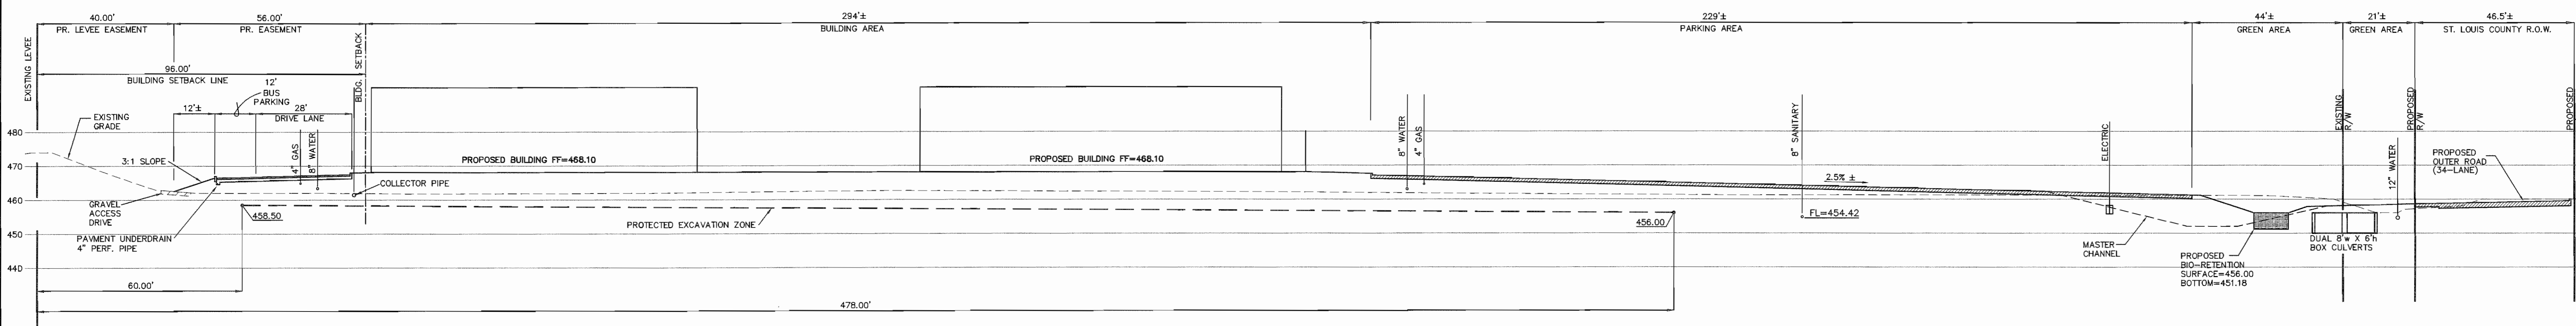 40.00'
PR. LEVEE EASEMENT
56.00'
PR. EASEMENT
294'±
BUILDING AREA
229'±
PARKING AREA
44'±
GREEN AREA
21'±
GREEN AREA
46.5'±
ST. LOUIS COUNTY R.O.W.
EXISTING LEVEE
BLDG. SETBACK
96.00'
BUILDING SETBACK LINE
12'
BUS
PARKING
12'±
28'
DRIVE LANE
EXISTING
GRADE
3:1 SLOPE
4" GAS
8" WATER
480
470
460
450
440
PROPOSED BUILDING FF=468.10
PROPOSED BUILDING FF=468.10
8" WATER
4" GAS
8" SANITARY
ELECTRIC
EXISTING
R/W
PROPOSED
R/W
12" WATER
PROPOSED
OUTER ROAD
(34-LANE)
PROPOSED
COLLECTOR PIPE
2.5% ±
GRAVEL
ACCESS
DRIVE
458.50
PROTECTED EXCAVATION ZONE
456.00
FL=454.42
PAVMENT UNDERDRAIN
4" PERF. PIPE
MASTER
CHANNEL
DUAL 8'w X 6'h
BOX CULVERTS
PROPOSED
BIO-RETENTION
SURFACE=456.00
BOTTOM=451.18
60.00'
478.00'